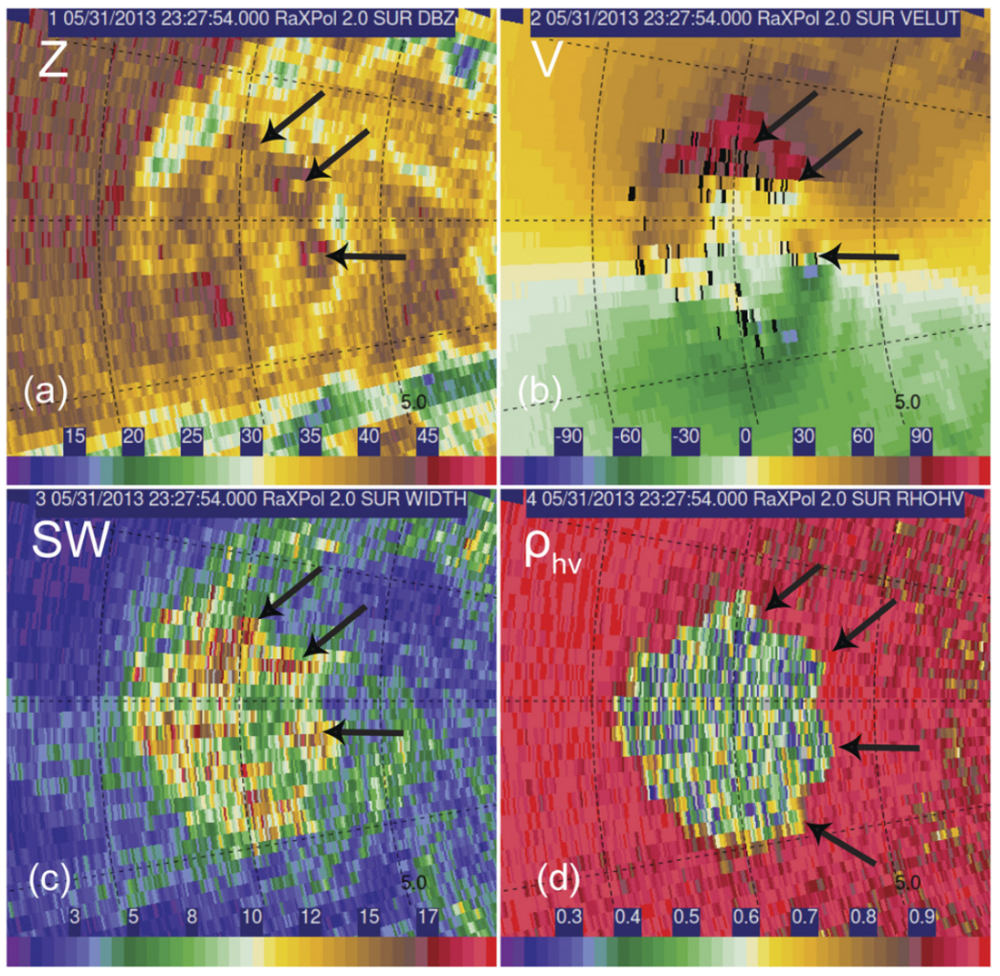 1 05/31/2013 23:27:54.000 RaXPol 2.0 SUR DBZ
Z
(a)
5.0
15 20 25 30 35 40 45
2 05/31/2013 23:27:54.000 RaXPol 2.0 SUR VELUT
V
(b)
5.0
-90 -60 -30 0 30 60 90
3 05/31/2013 23:27:54.000 RaXPol 2.0 SUR WIDTH
SW
(c)
5.0
3 5 8 10 12 15 17
4 05/31/2013 23:27:54.000 RaXPol 2.0 SUR RHOHV
ρhv
(d)
5.0
0.3 0.4 0.5 0.6 0.7 0.8 0.9